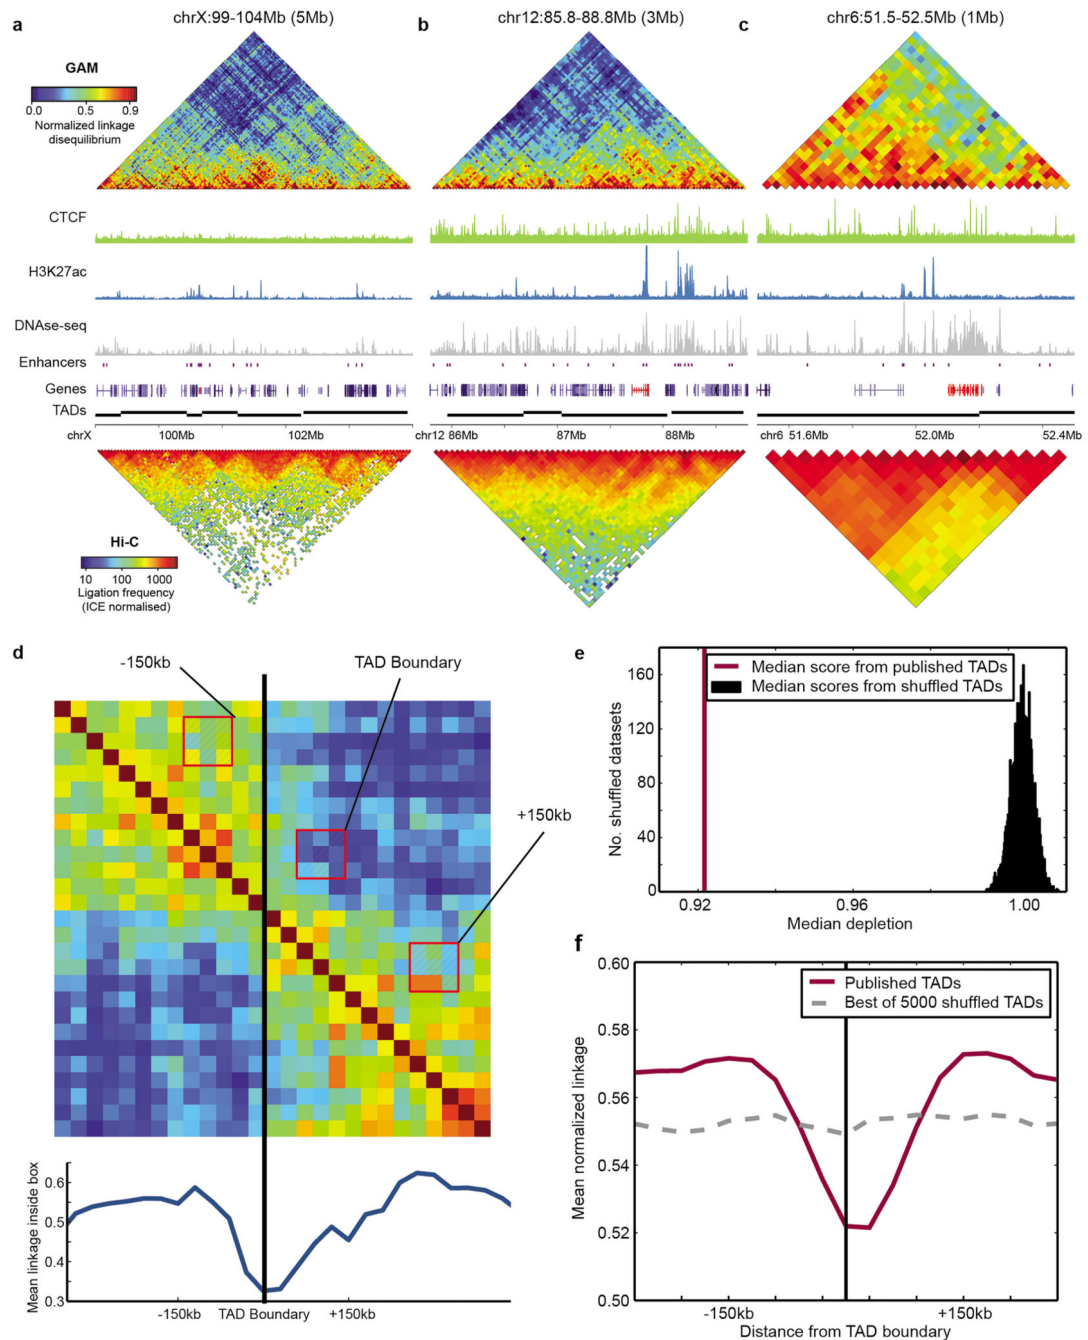 a
chrX:99-104Mb (5Mb)
b
chr12:85.8-88.8Mb (3Mb)
c
chr6:51.5-52.5Mb (1Mb)
GAM
0.0 0.5 0.9
Normalized linkage
disequilibrium
CTCF
H3K27ac
DNAse-seq
Enhancers
Genes
TADs
chrX 100Mb 102Mb
chr12 86Mb 87Mb 88Mb
chr6 51.6Mb 52.0Mb 52.4Mb
Hi-C
10 100 1000
Ligation frequency
(ICE normalised)
d
-150kb
TAD Boundary
+150kb
Mean linkage inside box
0.6
0.5
0.4
0.3
-150kb TAD Boundary +150kb
e
Median score from published TADs
Median scores from shuffled TADs
No. shuffled datasets
160
120
80
40
0
0.92 0.96 1.00
Median depletion
f
Published TADs
Best of 5000 shuffled TADs
Mean normalized linkage
0.60
0.58
0.56
0.54
0.52
0.50
-150kb +150kb
Distance from TAD boundary